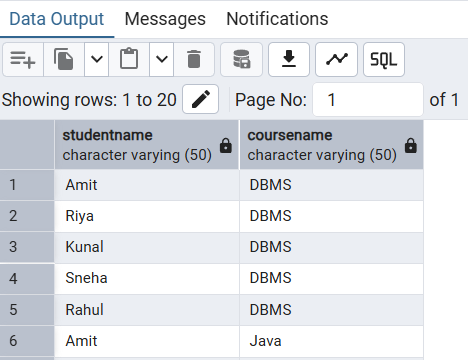 Data Output Messages Notifications
SQL
Showing rows: 1 to 20 Page No: 1 of 1
studentname coursename
character varying (50) character varying (50)
1 Amit DBMS
2 Riya DBMS
3 Kunal DBMS
4 Sneha DBMS
5 Rahul DBMS
6 Amit Java